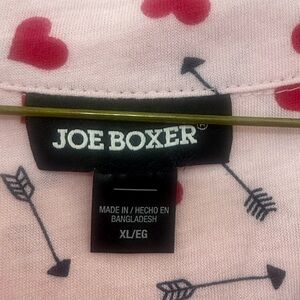 JOE BOXER®
MADE IN / HECHO EN
BANGLADESH
XL/EG